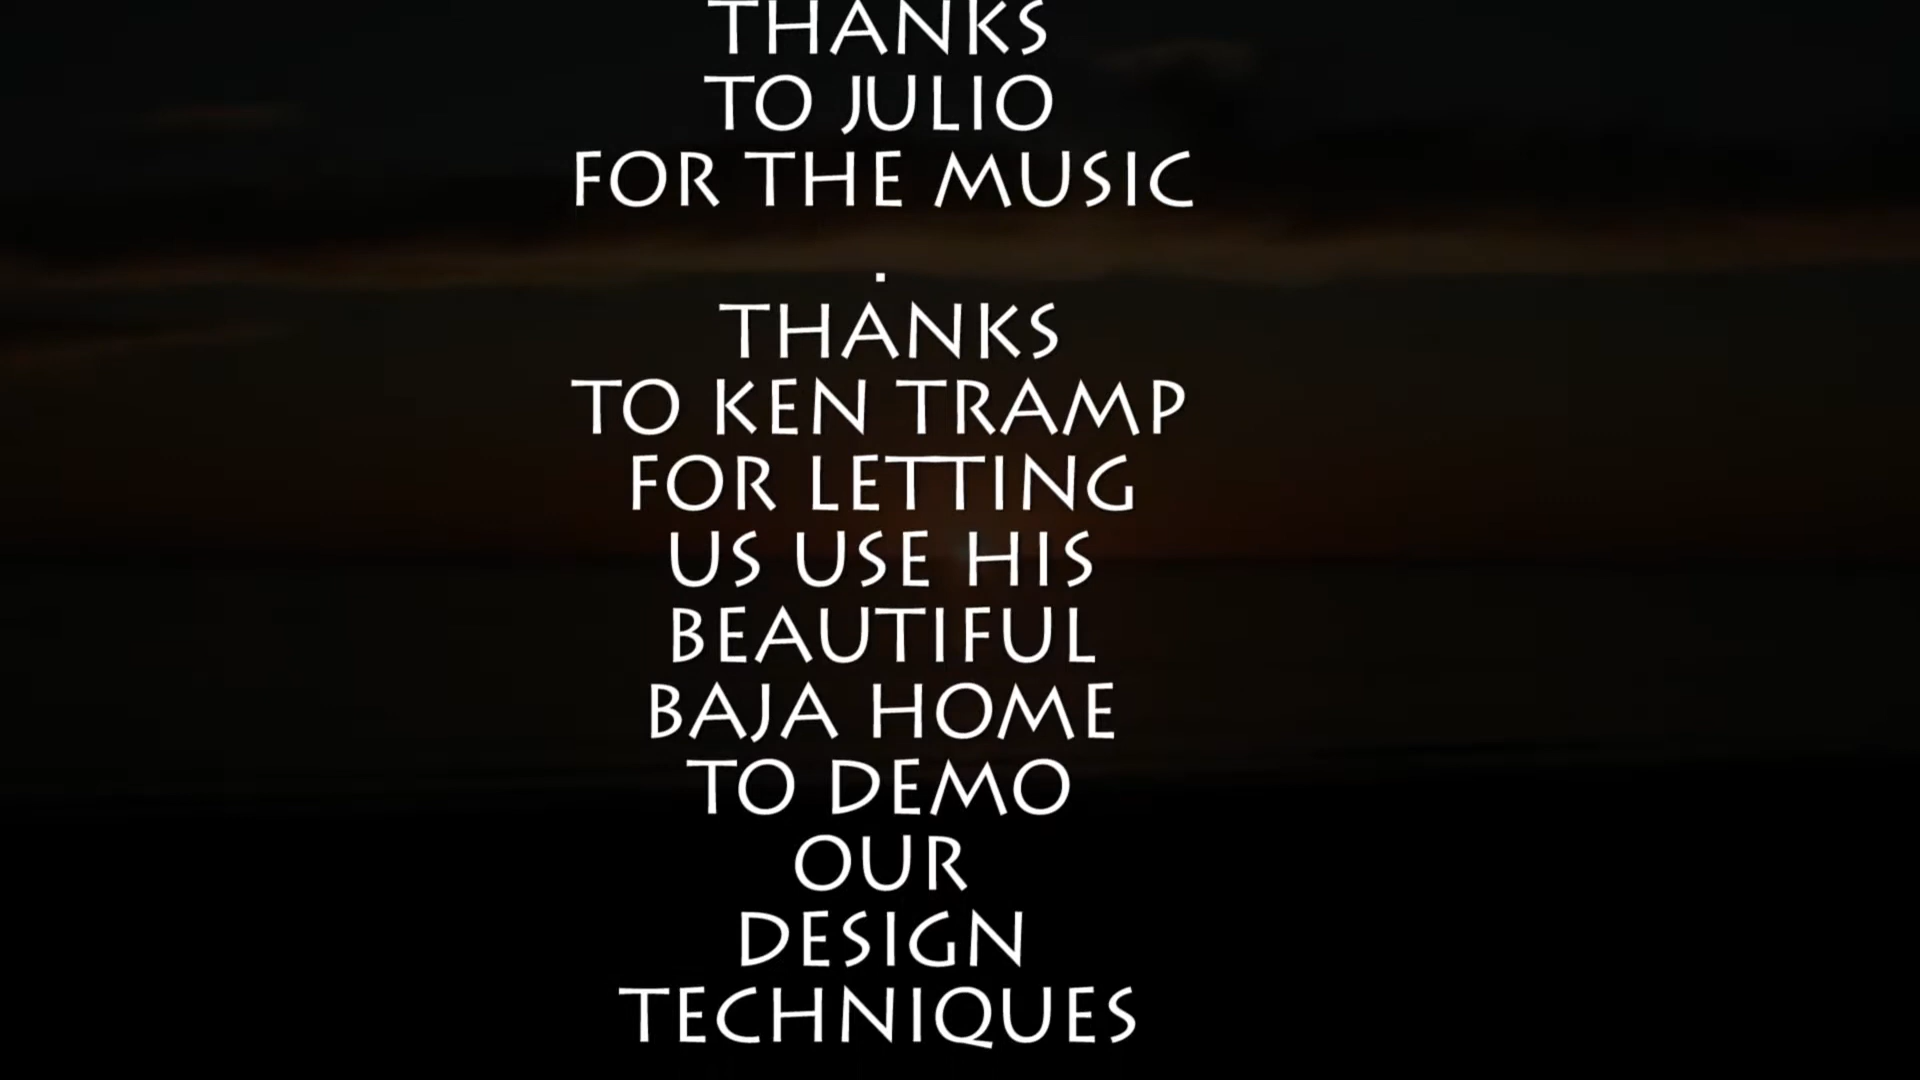 THANKS
TO JULIO
FOR THE MUSIC
.
THANKS
TO KEN TRAMP
FOR LETTING
US USE HIS
BEAUTIFUL
BAJA HOME
TO DEMO
OUR
DESIGN
TECHNIQUES